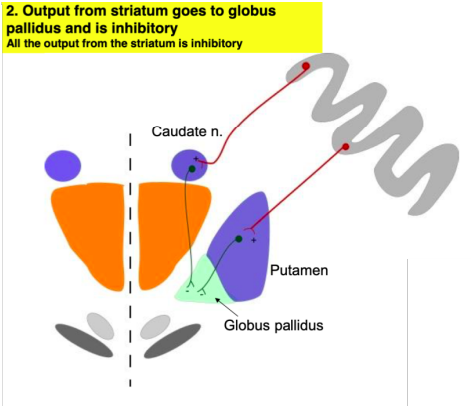 2. Output from striatum goes to globus
pallidus and is inhibitory
All the output from the striatum is inhibitory
Caudate n.
+
+
Putamen
- -
Globus pallidus